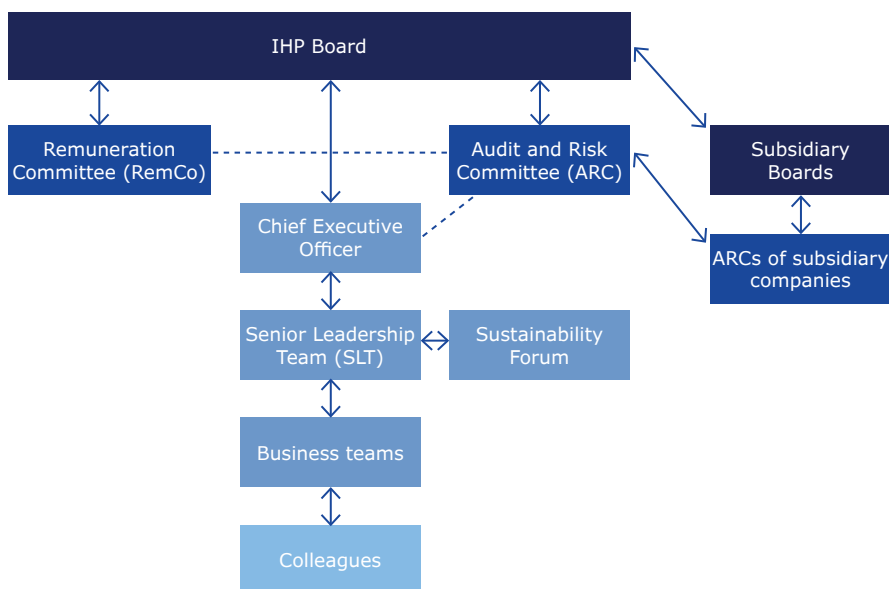 IHP Board
Remuneration
Committee (RemCo)
Audit and Risk
Committee (ARC)
Subsidiary
Boards
Chief Executive
Officer
ARCs of subsidiary
companies
Senior Leadership
Team (SLT)
Sustainability
Forum
Business teams
Colleagues